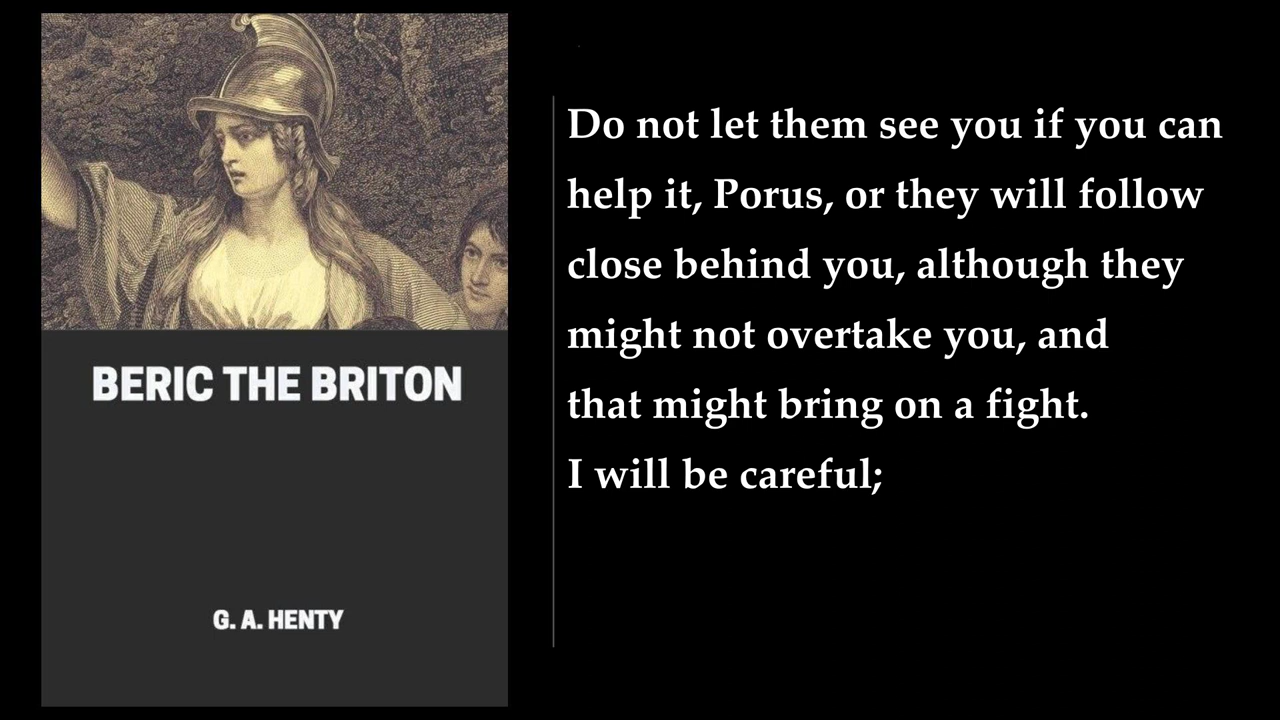 BERIC THE BRITON
G. A. HENTY
Do not let them see you if you can
help it, Porus, or they will follow
close behind you, although they
might not overtake you, and
that might bring on a fight.
I will be careful;